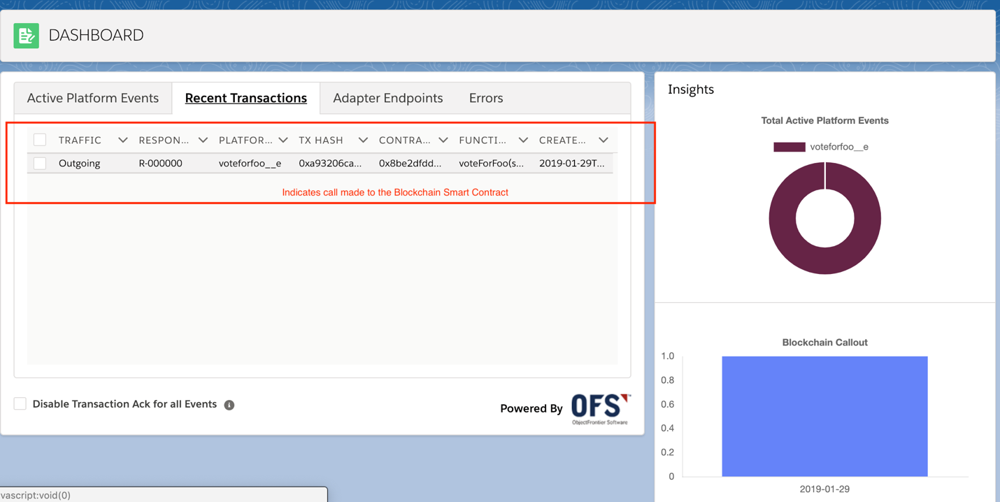 DASHBOARD
Active Platform Events Recent Transactions Adapter Endpoints Errors
TRAFFIC RESPON... PLATFOR... TX HASH CONTRA... FUNCTI... CREATE...
Outgoing R-000000 voteforfoo__e 0xa93206ca... 0x8be2dfdd... voteForFoo(s... 2019-01-29T...
Indicates call made to the Blockchain Smart Contract
Disable Transaction Ack for all Events i
Powered By OFS™
ObjectFrontier Software
Insights
Total Active Platform Events
voteforfoo__e
Blockchain Callout
1.0
0.8
0.6
0.4
0.2
0
2019-01-29
vascript:void(0)